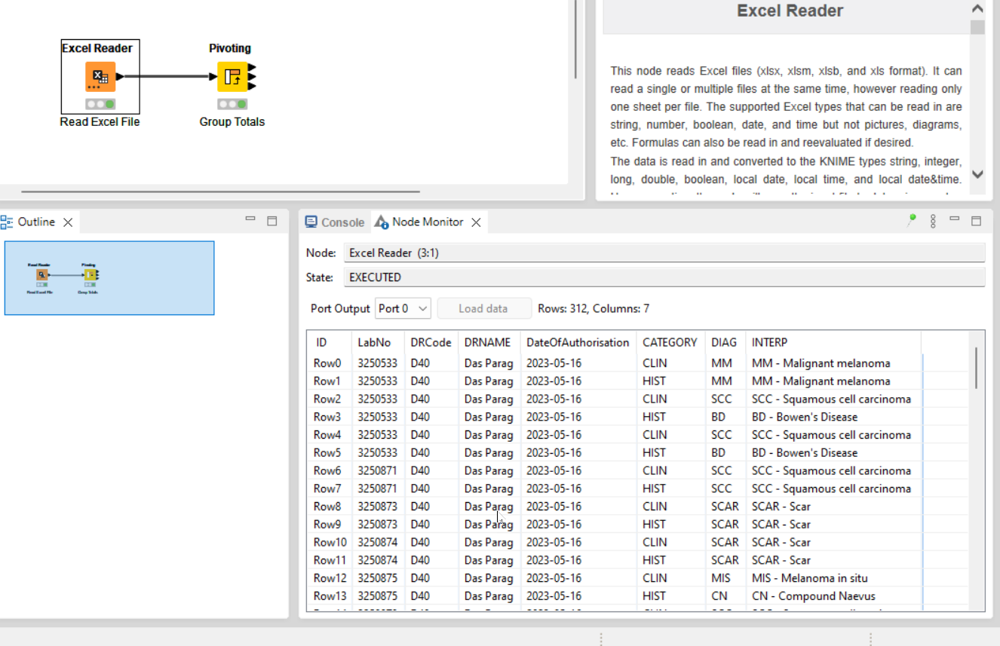 Excel Reader
Pivoting
Read Excel File
Group Totals
Excel Reader
This node reads Excel files (xlsx, xlsm, xlsb, and xls format). It can
read a single or multiple files at the same time, however reading only
one sheet per file. The supported Excel types that can be read in are
string, number, boolean, date, and time but not pictures, diagrams,
etc. Formulas can also be read in and reevaluated if desired.
The data is read in and converted to the KNIME types string, integer,
long, double, boolean, local date, local time, and local date&time.
Outline
Excel Reader
Pivoting
Read Excel File
Group Totals
Console
Node Monitor
Node: Excel Reader (3:1)
State: EXECUTED
Port Output Port 0 Load data Rows: 312, Columns: 7
ID LabNo DRCode DRNAME DateOfAuthorisation CATEGORY DIAG INTERP
Row0 3250533 D40 Das Parag 2023-05-16 CLIN MM MM - Malignant melanoma
Row1 3250533 D40 Das Parag 2023-05-16 HIST MM MM - Malignant melanoma
Row2 3250533 D40 Das Parag 2023-05-16 CLIN SCC SCC - Squamous cell carcinoma
Row3 3250533 D40 Das Parag 2023-05-16 HIST BD BD - Bowen's Disease
Row4 3250533 D40 Das Parag 2023-05-16 CLIN SCC SCC - Squamous cell carcinoma
Row5 3250533 D40 Das Parag 2023-05-16 HIST BD BD - Bowen's Disease
Row6 3250871 D40 Das Parag 2023-05-16 CLIN SCC SCC - Squamous cell carcinoma
Row7 3250871 D40 Das Parag 2023-05-16 HIST SCC SCC - Squamous cell carcinoma
Row8 3250873 D40 Das Parag 2023-05-16 CLIN SCAR SCAR - Scar
Row9 3250873 D40 Das Parag 2023-05-16 HIST SCAR SCAR - Scar
Row10 3250874 D40 Das Parag 2023-05-16 CLIN SCAR SCAR - Scar
Row11 3250874 D40 Das Parag 2023-05-16 HIST SCAR SCAR - Scar
Row12 3250875 D40 Das Parag 2023-05-16 CLIN MIS MIS - Melanoma in situ
Row13 3250875 D40 Das Parag 2023-05-16 HIST CN CN - Compound Naevus